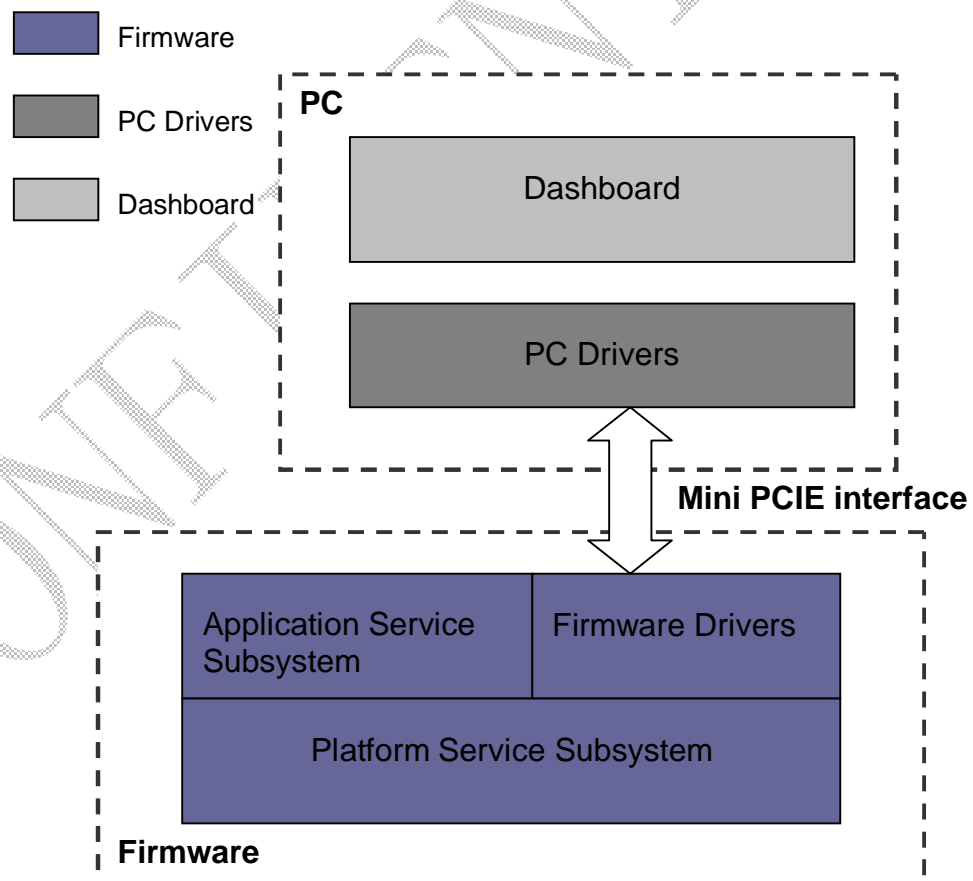 Firmware
PC Drivers
Dashboard
PC
Dashboard
PC Drivers
Mini PCIE interface
Application Service
Subsystem
Firmware Drivers
Platform Service Subsystem
Firmware